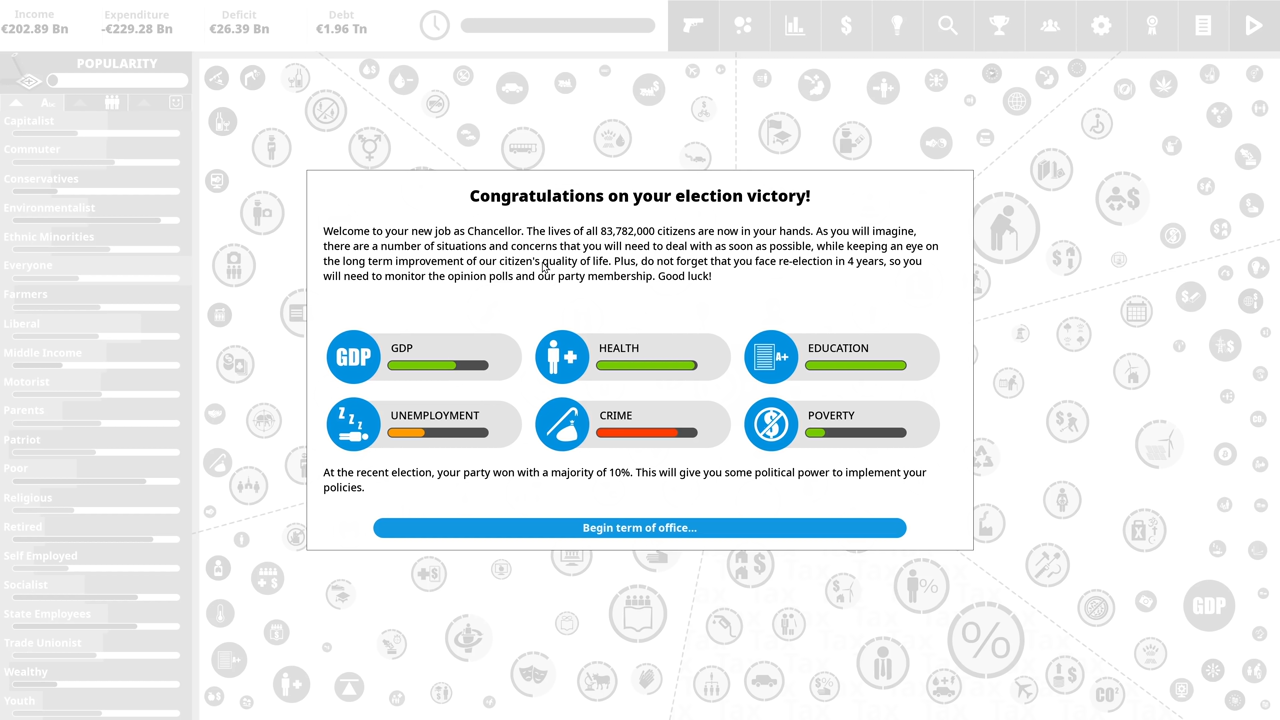 Income Expenditure Deficit Debt
€202.89 Bn -€229.28 Bn €26.39 Bn €1.96 Tn
POPULARITY
Capitalist
Commuter
Conservatives
Environmentalist
Ethnic Minorities
Everyone
Farmers
Liberal
Middle Income
Motorist
Parents
Patriot
Poor
Religious
Retired
Self Employed
Socialist
State Employees
Trade Unionist
Wealthy
Youth
Congratulations on your election victory!
Welcome to your new job as Chancellor. The lives of all 83,782,000 citizens are now in your hands. As you will imagine,
there are a number of situations and concerns that you will need to deal with as soon as possible, while keeping an eye on
the long term improvement of our citizen's quality of life. Plus, do not forget that you face re-election in 4 years, so you
will need to monitor the opinion polls and our party membership. Good luck!
GDP GDP HEALTH A+ EDUCATION
Z Z Z UNEMPLOYMENT CRIME POVERTY
At the recent election, your party won with a majority of 10%. This will give you some political power to implement your
policies.
Begin term of office...
GDP
CO²